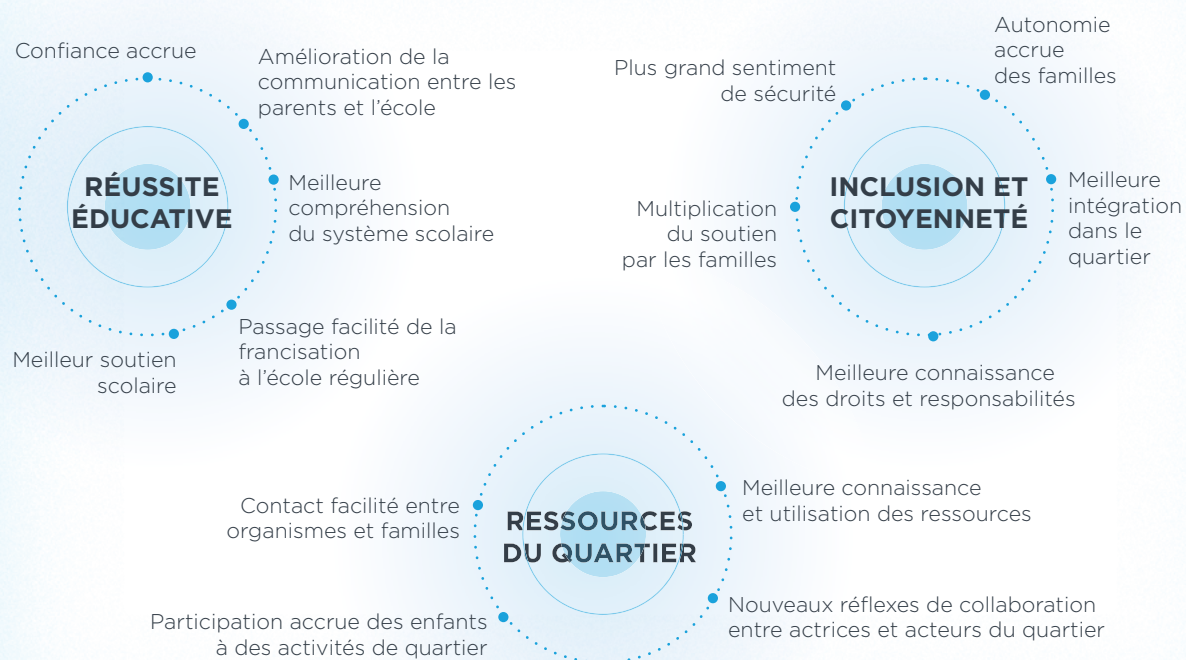 Confiance accrue
Amélioration de la
communication entre les
parents et l'école
RÉUSSITE
ÉDUCATIVE
Meilleure
compréhension
du système scolaire
Passage facilité de la
francisation
à l'école régulière
Meilleur soutien
scolaire
Autonomie
accrue
des familles
Plus grand sentiment
de sécurité
INCLUSION ET
CITOYENNETÉ
Meilleure
intégration
dans le
quartier
Multiplication
du soutien
par les familles
Meilleure connaissance
des droits et responsabilités
Contact facilité entre
organismes et familles
RESSOURCES
DU QUARTIER
Meilleure connaissance
et utilisation des ressources
Participation accrue des enfants
à des activités de quartier
Nouveaux réflexes de collaboration
entre actrices et acteurs du quartier